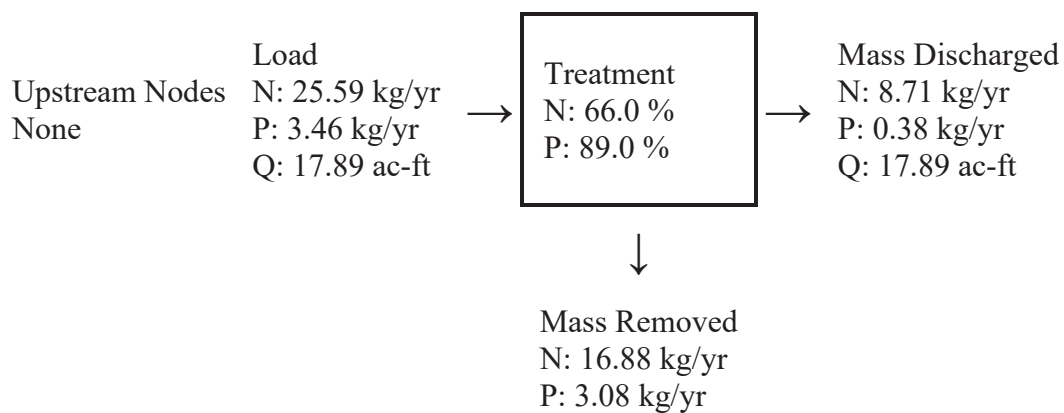 Upstream Nodes
None
Load
N: 25.59 kg/yr
P: 3.46 kg/yr
Q: 17.89 ac-ft
→
Treatment
N: 66.0 %
P: 89.0 %
→
Mass Discharged
N: 8.71 kg/yr
P: 0.38 kg/yr
Q: 17.89 ac-ft
↓
Mass Removed
N: 16.88 kg/yr
P: 3.08 kg/yr